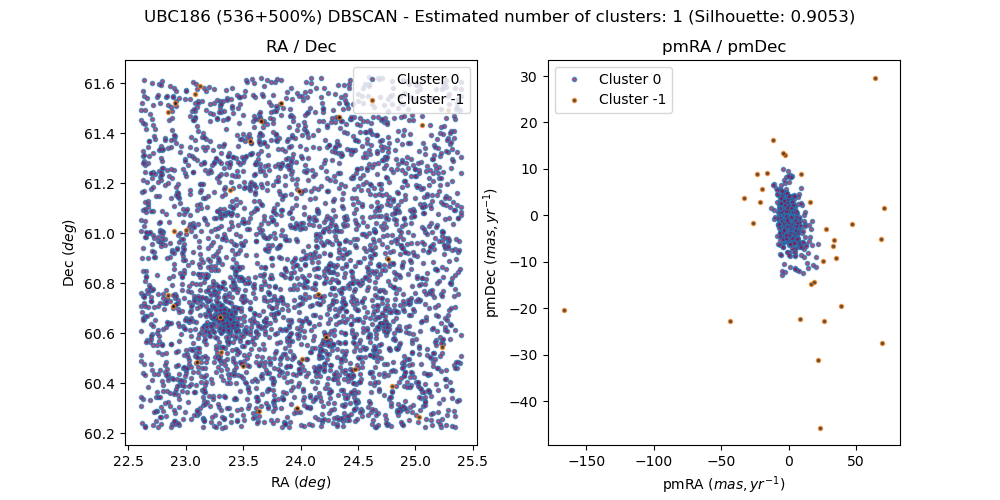 UBC186 (536+500%) DBSCAN - Estimated number of clusters: 1 (Silhouette: 0.9053)
RA / Dec
Cluster 0
Cluster -1
61.6
61.4
61.2
61.0
60.8
60.6
60.4
60.2
Dec (deg)
22.5 23.0 23.5 24.0 24.5 25.0 25.5
RA (deg)
pmRA / pmDec
Cluster 0
Cluster -1
30
20
10
0
−10
−20
−30
−40
pmDec (mas, yr⁻¹)
−150 −100 −50 0 50
pmRA (mas, yr⁻¹)